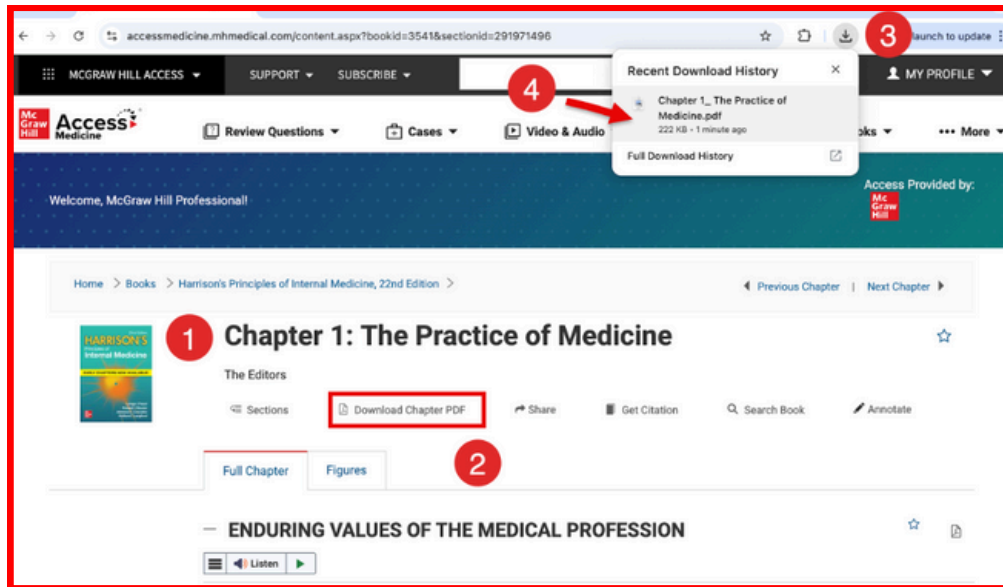 accessmedicine.mhmedical.com/content.aspx?bookid=3541&sectionid=291971496
3
launch to update
MCGRAW HILL ACCESS
SUPPORT
SUBSCRIBE
MY PROFILE
Recent Download History
4
Chapter 1_ The Practice of
Medicine.pdf
222 KB • 1 minute ago
Full Download History
Mc
Graw
Hill
Access
Medicine
Review Questions
Cases
Video & Audio
More
Welcome, McGraw Hill Professional!
Access Provided by:
Mc
Graw
Hill
Home > Books > Harrison's Principles of Internal Medicine, 22nd Edition >
Previous Chapter | Next Chapter
HARRISON'S
Internal Medicine
1
Chapter 1: The Practice of Medicine
The Editors
Sections
Download Chapter PDF
Share
Get Citation
Search Book
Annotate
Full Chapter
Figures
2
— ENDURING VALUES OF THE MEDICAL PROFESSION
Listen